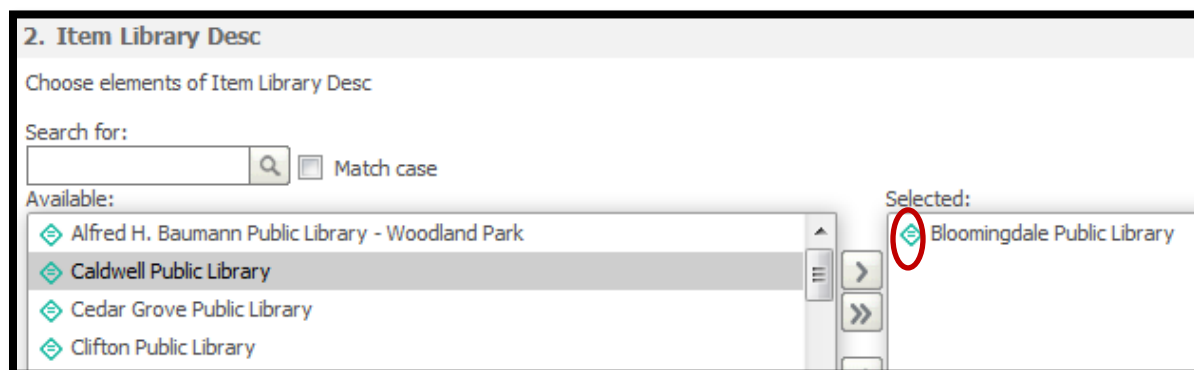 2. Item Library Desc
Choose elements of Item Library Desc
Search for:
Match case
Available:
Alfred H. Baumann Public Library - Woodland Park
Caldwell Public Library
Cedar Grove Public Library
Clifton Public Library
Selected:
Bloomingdale Public Library